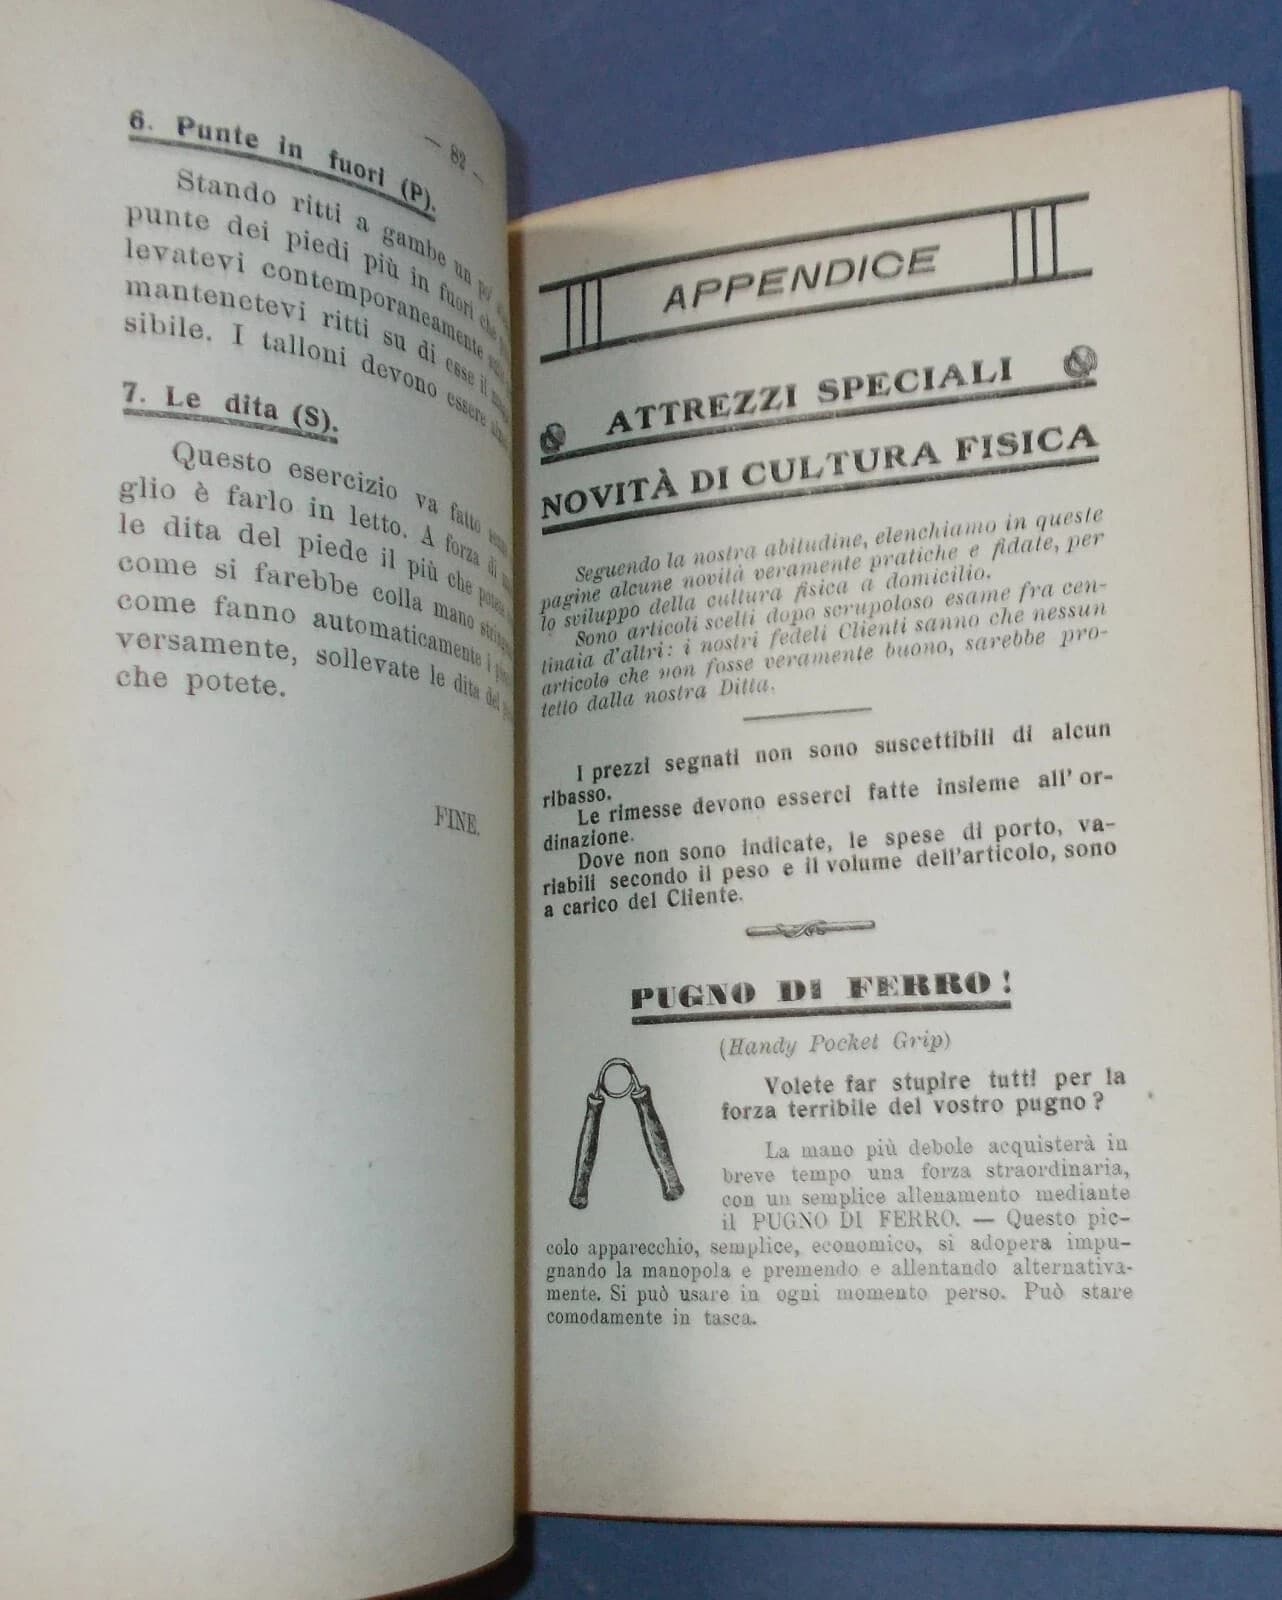 — 82 —
6. Punte in fuori (P).
Stando ritti a gambe un po'
punte dei piedi più in fuori che
levatevi contemporaneamente
mantenetevi ritti su di esse il
sibile. I talloni devono essere
7. Le dita (S).
Questo esercizio va fatto
glio è farlo in letto. A forza di
le dita del piede il più che potete
come si farebbe colla mano
come fanno automaticamente i
versamente, sollevate le dita del
che potete.
FINE.
APPENDICE
ATTREZZI SPECIALI
NOVITÀ DI CULTURA FISICA
Seguendo la nostra abitudine, elenchiamo in queste
pagine alcune novità veramente pratiche e fidate, per
lo sviluppo della cultura fisica a domicilio.
Sono articoli scelti dopo scrupoloso esame fra cen-
tinaia d'altri: i nostri fedeli Clienti sanno che nessun
articolo che non fosse veramente buono, sarebbe pro-
tetto dalla nostra Ditta.
I prezzi segnati non sono suscettibili di alcun
ribasso.
Le rimesse devono esserci fatte insieme all'or-
dinazione.
Dove non sono indicate, le spese di porto, va-
riabili secondo il peso e il volume dell'articolo, sono
a carico del Cliente.
PUGNO DI FERRO!
(Handy Pocket Grip)
Volete far stupire tutti per la
forza terribile del vostro pugno?
La mano più debole acquisterà in
breve tempo una forza straordinaria,
con un semplice allenamento mediante
il PUGNO DI FERRO. — Questo pic-
colo apparecchio, semplice, economico, si adopera impu-
gnando la manopola e premendo e allentando alternativa-
mente. Si può usare in ogni momento perso. Può stare
comodamente in tasca.